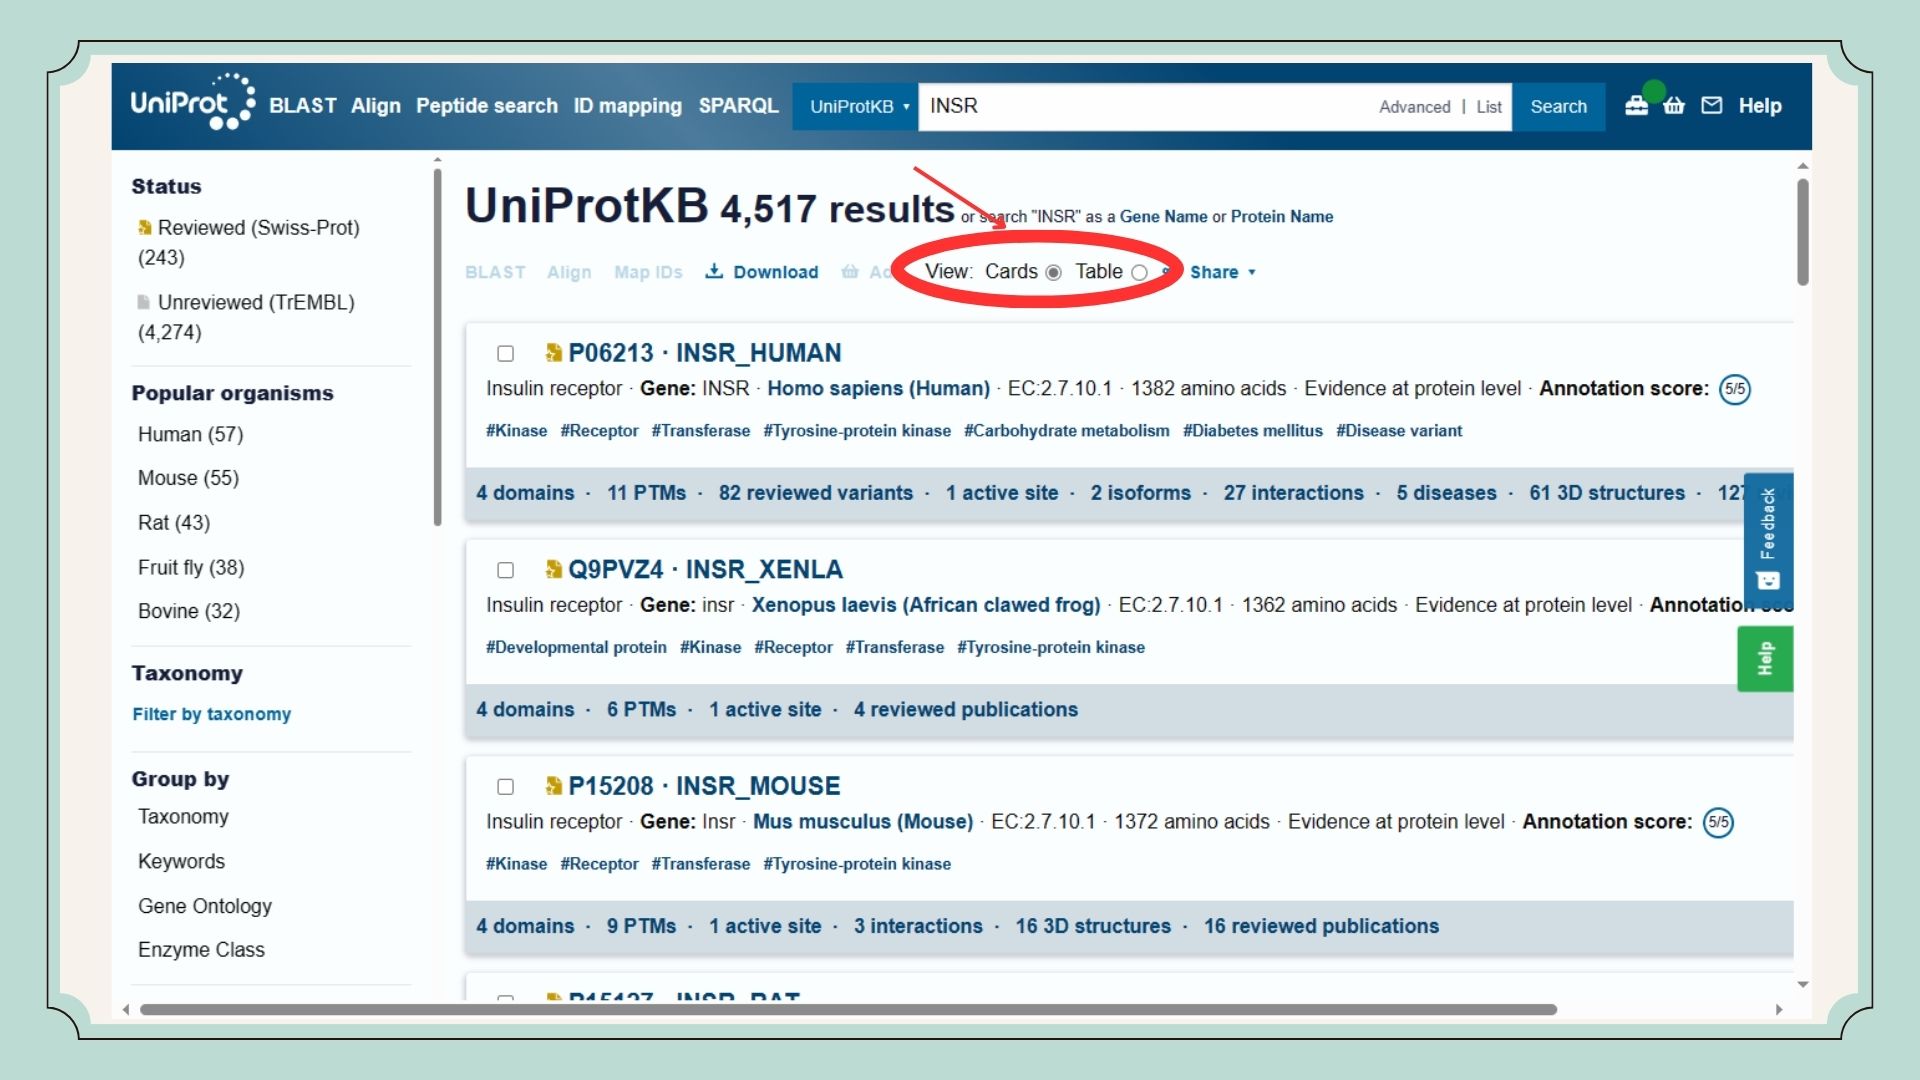 UniProt BLAST Align Peptide search ID mapping SPARQL UniProtKB INSR Advanced | List Search Help
Status
Reviewed (Swiss-Prot)
(243)
Unreviewed (TrEMBL)
(4,274)
Popular organisms
Human (57)
Mouse (55)
Rat (43)
Fruit fly (38)
Bovine (32)
Taxonomy
Filter by taxonomy
Group by
Taxonomy
Keywords
Gene Ontology
Enzyme Class
UniProtKB 4,517 results or search "INSR" as a Gene Name or Protein Name
BLAST Align Map IDs Download View: Cards Table Share
P06213 · INSR_HUMAN
Insulin receptor · Gene: INSR · Homo sapiens (Human) · EC:2.7.10.1 · 1382 amino acids · Evidence at protein level · Annotation score: 5/5
#Kinase #Receptor #Transferase #Tyrosine-protein kinase #Carbohydrate metabolism #Diabetes mellitus #Disease variant
4 domains · 11 PTMs · 82 reviewed variants · 1 active site · 2 isoforms · 27 interactions · 5 diseases · 61 3D structures · 127
Q9PVZ4 · INSR_XENLA
Insulin receptor · Gene: insr · Xenopus laevis (African clawed frog) · EC:2.7.10.1 · 1362 amino acids · Evidence at protein level · Annotation
#Developmental protein #Kinase #Receptor #Transferase #Tyrosine-protein kinase
4 domains · 6 PTMs · 1 active site · 4 reviewed publications
P15208 · INSR_MOUSE
Insulin receptor · Gene: Insr · Mus musculus (Mouse) · EC:2.7.10.1 · 1372 amino acids · Evidence at protein level · Annotation score: 5/5
#Kinase #Receptor #Transferase #Tyrosine-protein kinase
4 domains · 9 PTMs · 1 active site · 3 interactions · 16 3D structures · 16 reviewed publications
P15127 · INSR_RAT
Feedback
Help